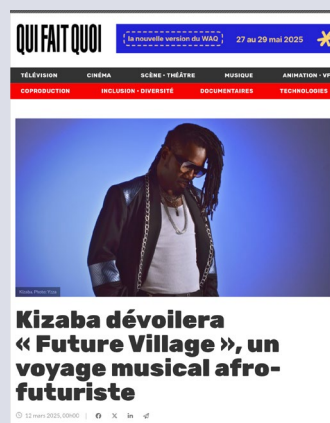 QUI FAIT QUOI
la nouvelle version du WAQ
27 au 29 mai 2025
TÉLÉVISION CINÉMA SCÈNE - THÉÂTRE MUSIQUE ANIMATION - VF
COPRODUCTION INCLUSION - DIVERSITÉ DOCUMENTAIRES TECHNOLOGIES
Kizaba dévoilera
« Future Village », un
voyage musical afro-
futuriste
12 mars 2025, 00h00